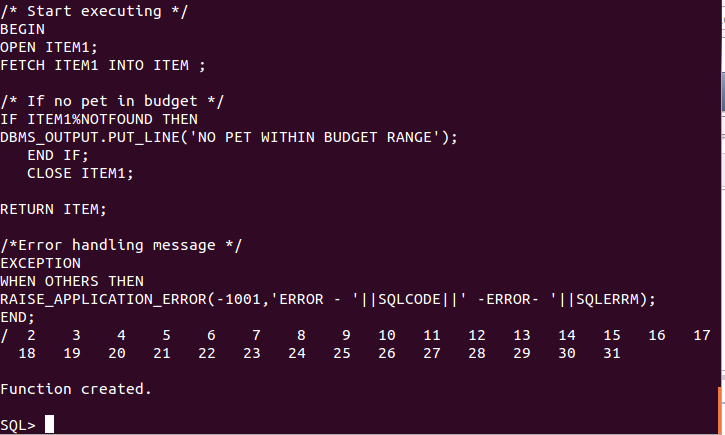 /* Start executing */
BEGIN
OPEN ITEM1;
FETCH ITEM1 INTO ITEM ;
/* If no pet in budget */
IF ITEM1%NOTFOUND THEN
DBMS_OUTPUT.PUT_LINE('NO PET WITHIN BUDGET RANGE');
END IF;
CLOSE ITEM1;
RETURN ITEM;
/*Error handling message */
EXCEPTION
WHEN OTHERS THEN
RAISE_APPLICATION_ERROR(-1001,'ERROR - '||SQLCODE||' -ERROR- '||SQLERRM);
END;
/ 2 3 4 5 6 7 8 9 10 11 12 13 14 15 16 17
18 19 20 21 22 23 24 25 26 27 28 29 30 31
Function created.
SQL>